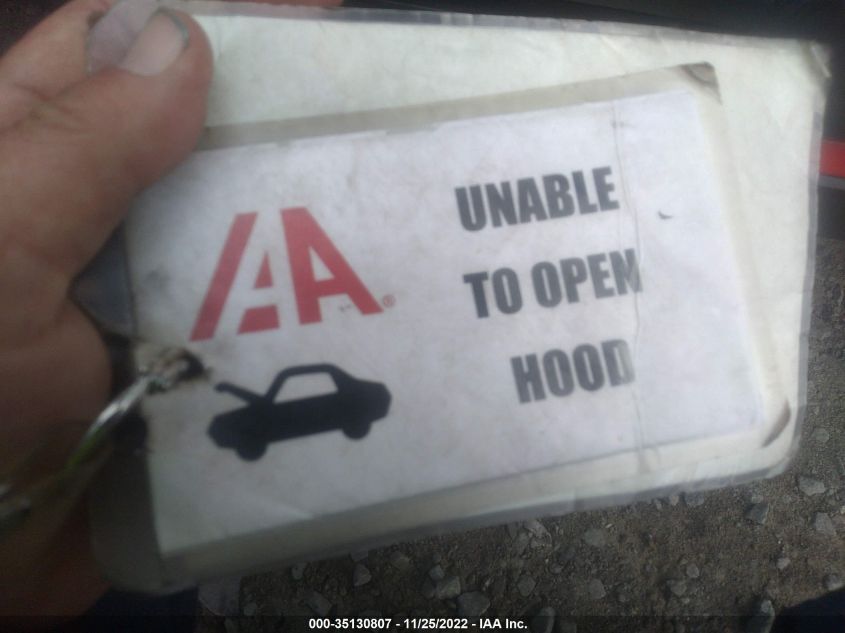 IAA®
UNABLE
TO OPEN
HOOD
000-35130807 - 11/25/2022 - IAA Inc.